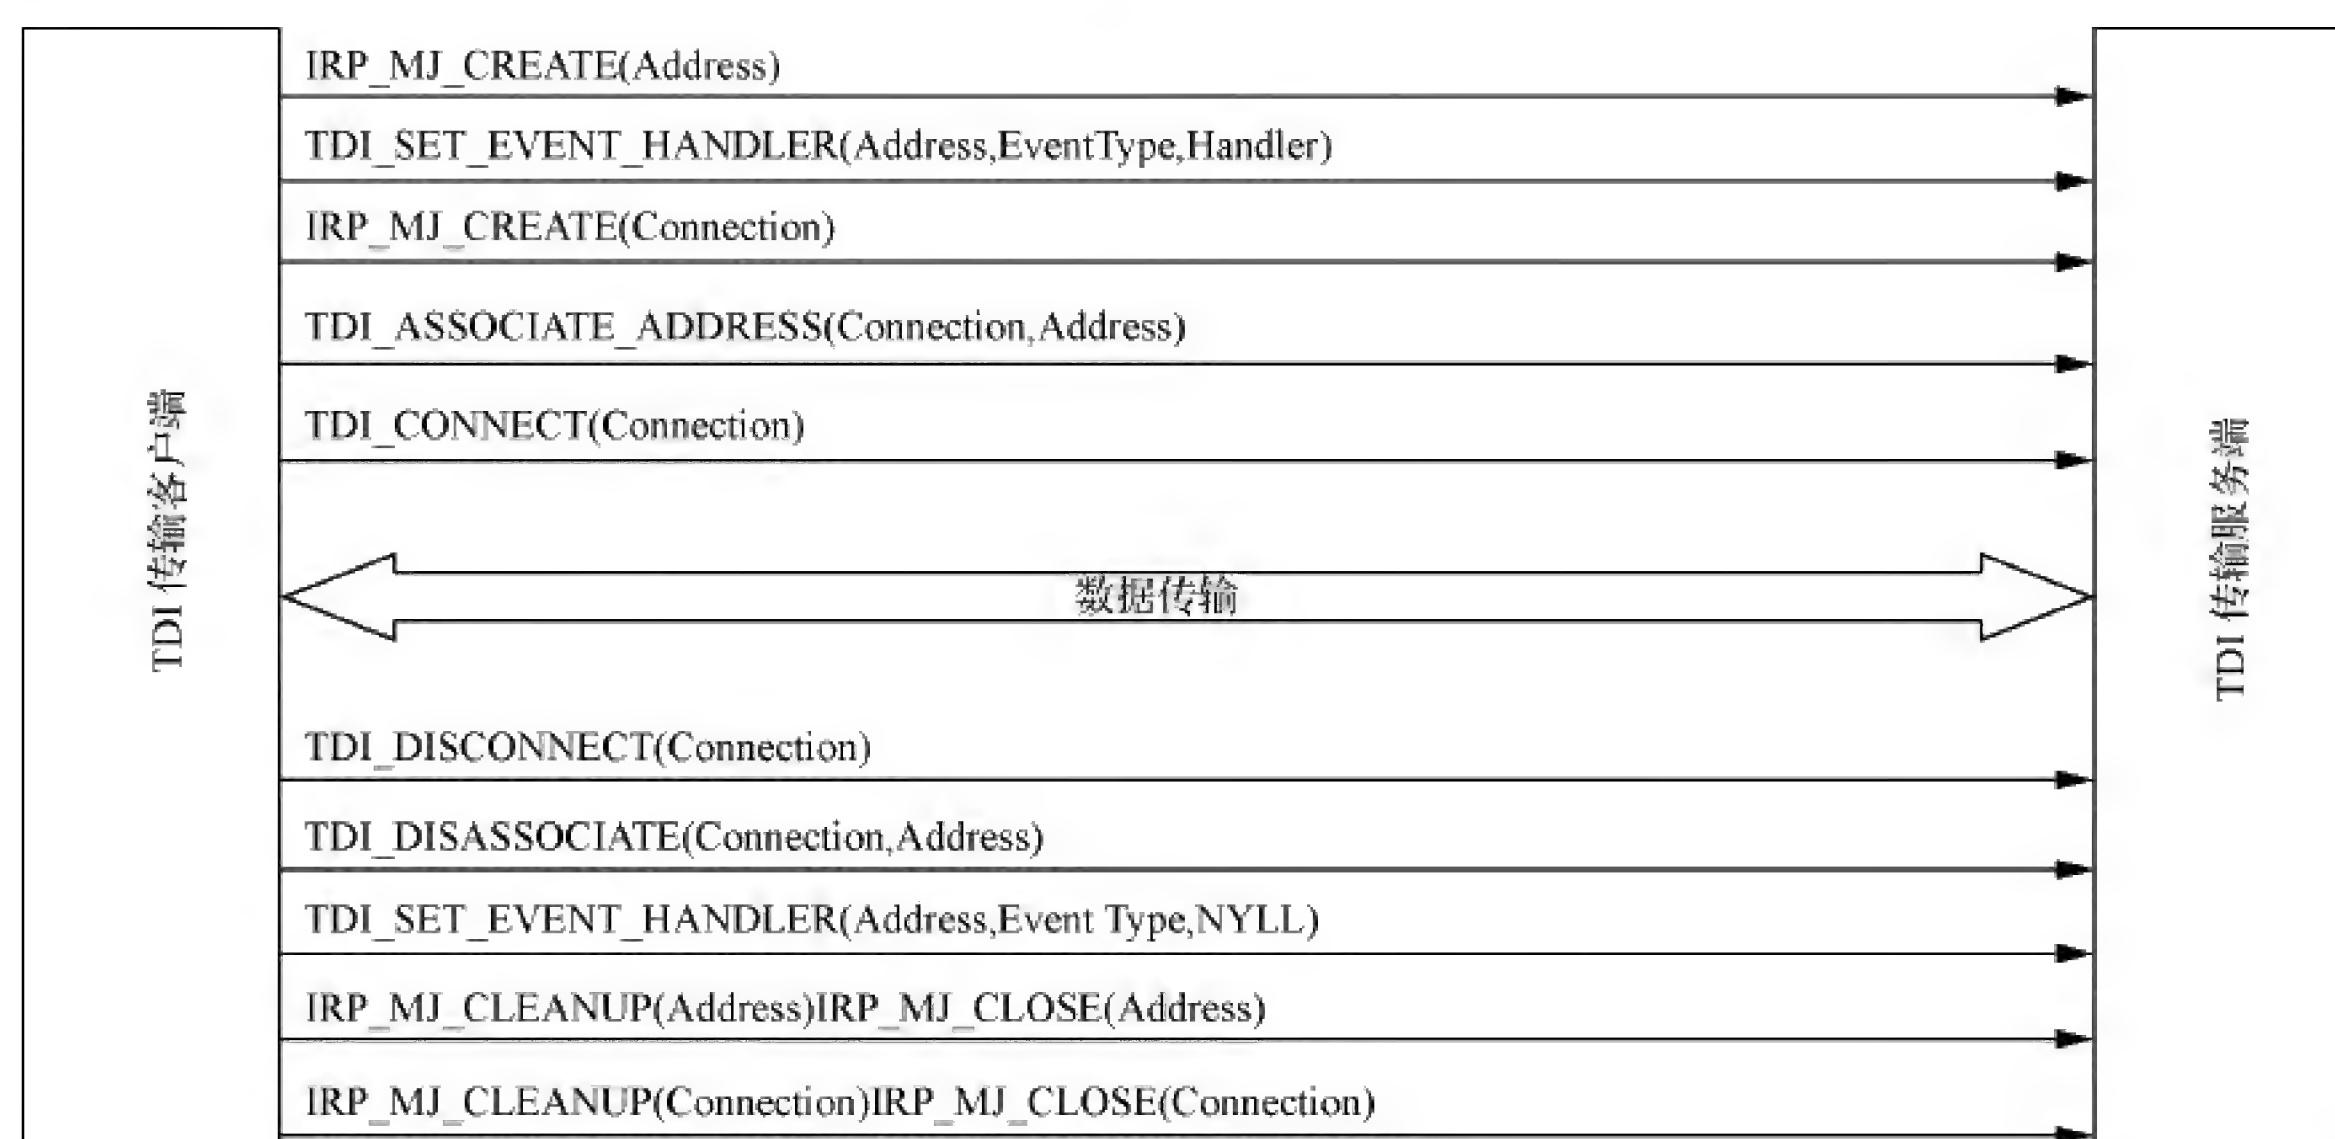 IRP_MJ_CREATE(Address)
TDI_SET_EVENT_HANDLER(Address,EventType,Handler)
IRP_MJ_CREATE(Connection)
TDI_ASSOCIATE_ADDRESS(Connection,Address)
TDI_CONNECT(Connection)
TDI 传输客户端
数据传输
TDI 传输服务端
TDI_DISCONNECT(Connection)
TDI_DISASSOCIATE(Connection,Address)
TDI_SET_EVENT_HANDLER(Address,Event Type,NYLL)
IRP_MJ_CLEANUP(Address)IRP_MJ_CLOSE(Address)
IRP_MJ_CLEANUP(Connection)IRP_MJ_CLOSE(Connection)